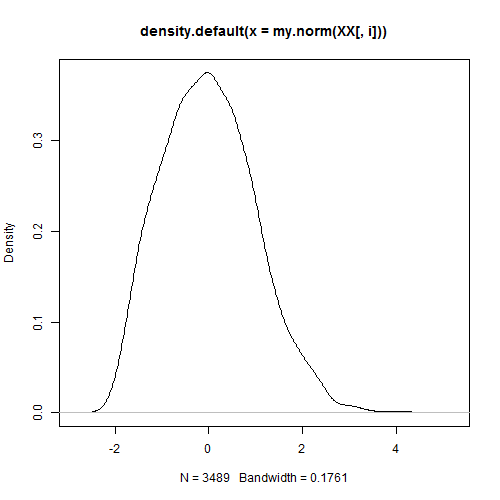 density.default(x = my.norm(XX[, i]))
Density
0.0
0.1
0.2
0.3
-2
0
2
4
N = 3489 Bandwidth = 0.1761